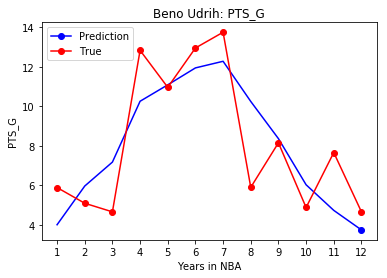 Beno Udrih: PTS_G
Prediction
True
PTS_G
14
12
10
8
6
4
1 2 3 4 5 6 7 8 9 10 11 12
Years in NBA